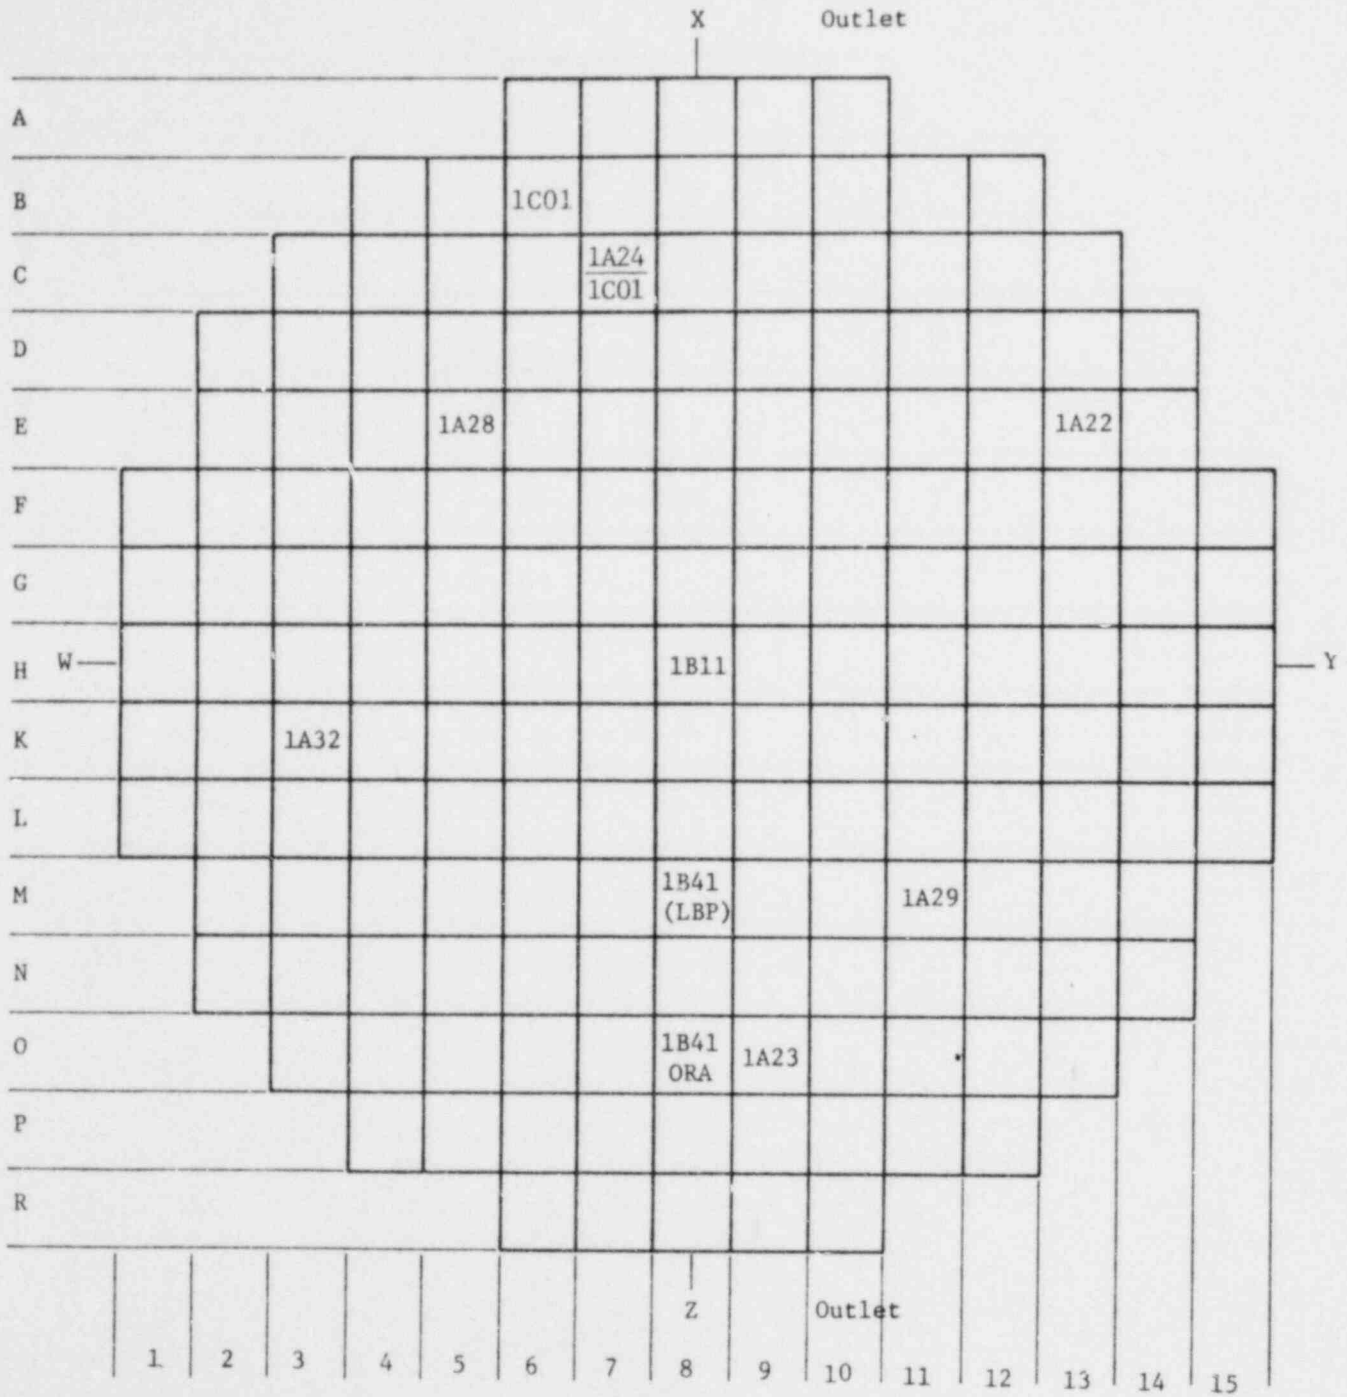 X Outlet
A
B 1C01
C 1A24
1C01
D
E 1A28 1A22
F
G
W H 1B11 Y
K 1A32
L
M 1B41 1A29
(LBP)
N
O 1B41 1A23
ORA
P
R
Z Outlet
1 2 3 4 5 6 7 8 9 10 11 12 13 14 15